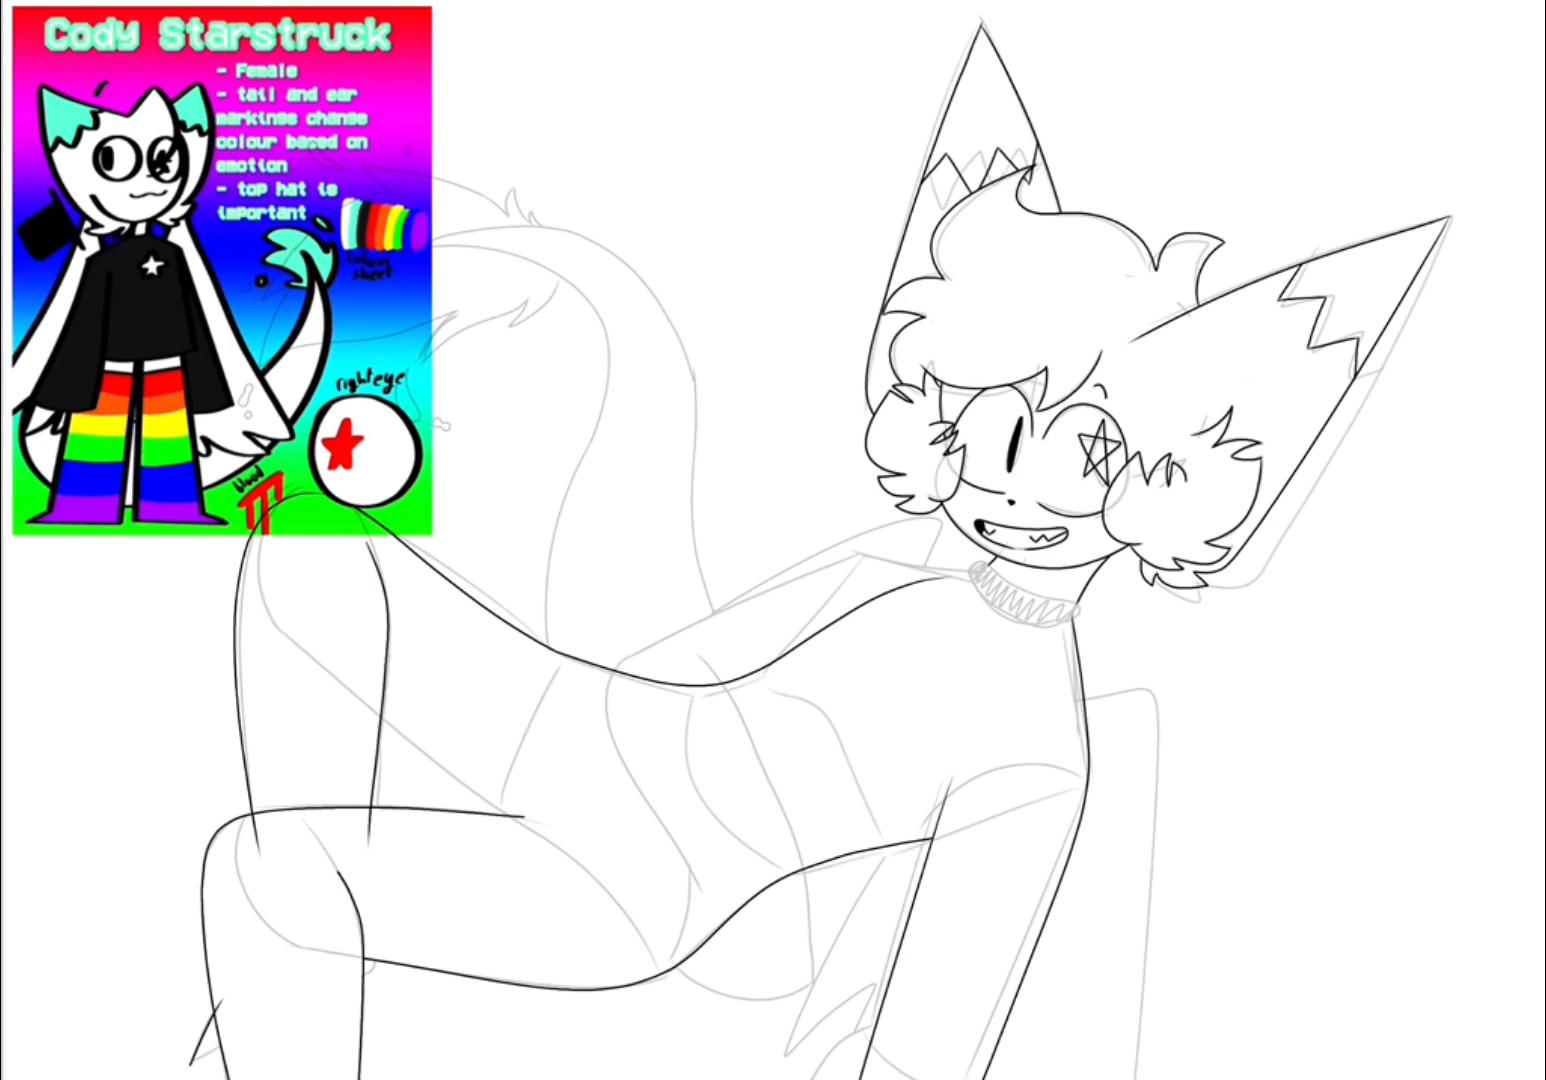 Cody Starstruck
- Female
- tail and ear
markings change
colour based on
emotion
- top hat is
important
colour
sheet
right eye
blood